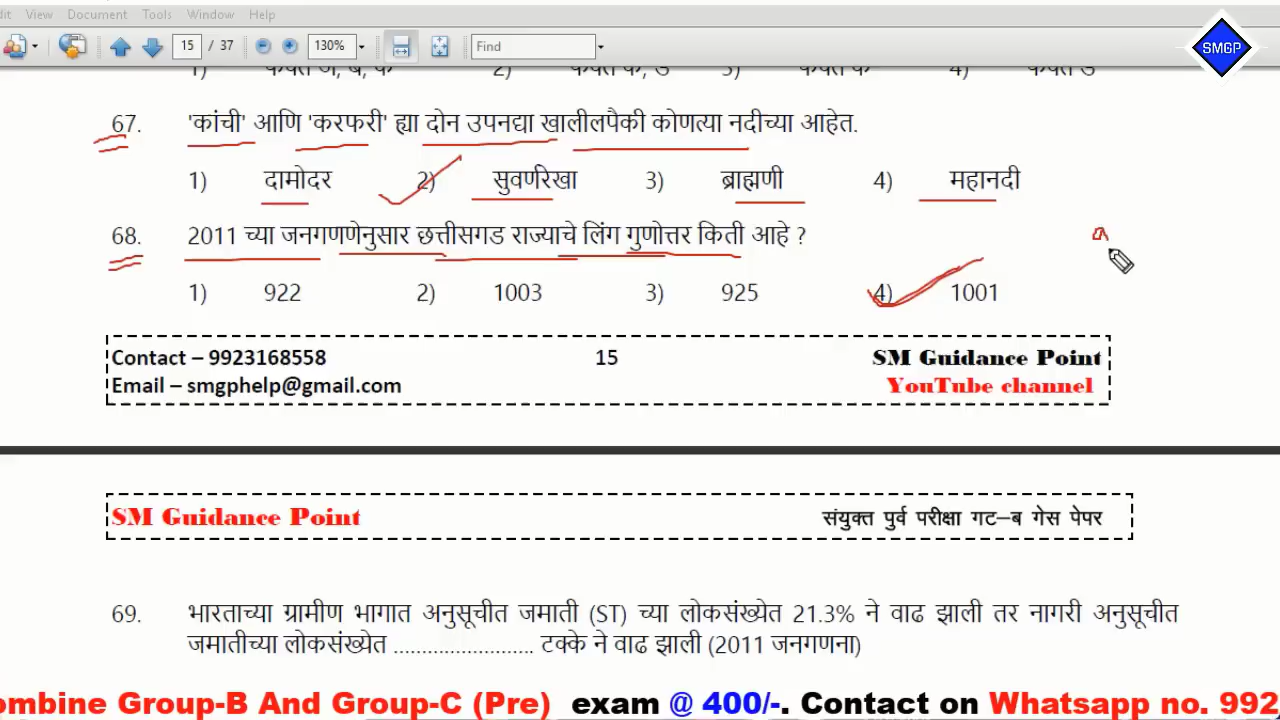 dit View Document Tools Window Help
15 / 37 130% Find
SMGP
67. 'कांची' आणि 'करफरी' ह्या दोन उपनद्या खालीलपैकी कोणत्या नदीच्या आहेत.
1) दामोदर 2) सुवर्णरेखा 3) ब्राह्मणी 4) महानदी
68. 2011 च्या जनगणणेनुसार छत्तीसगड राज्याचे लिंग गुणोत्तर किती आहे ?
1) 922 2) 1003 3) 925 4) 1001
Contact – 9923168558 15 SM Guidance Point
Email – smgphelp@gmail.com YouTube channel
SM Guidance Point संयुक्त पुर्व परीक्षा गट–ब गेस पेपर
69. भारताच्या ग्रामीण भागात अनुसूचीत जमाती (ST) च्या लोकसंख्येत 21.3% ने वाढ झाली तर नागरी अनुसूचीत
जमातीच्या लोकसंख्येत ......................... टक्के ने वाढ झाली (2011 जनगणना)
ombine Group-B And Group-C (Pre) exam @ 400/-. Contact on Whatsapp no. 992